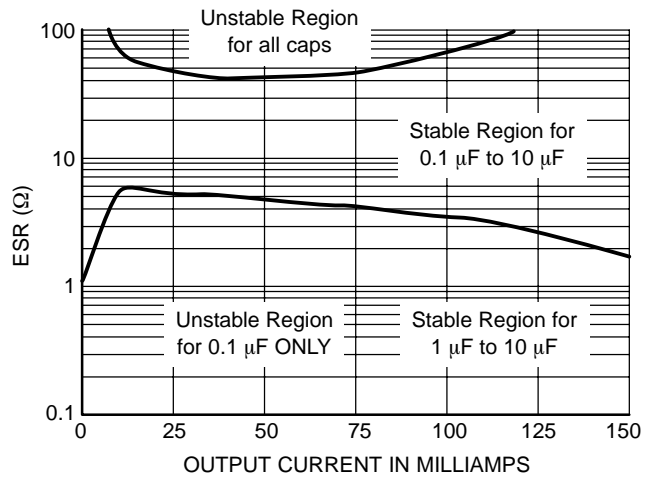 Unstable Region
for all caps
100
Stable Region for
0.1 µF to 10 µF
10
ESR (Ω)
1
Unstable Region
for 0.1 µF ONLY
Stable Region for
1 µF to 10 µF
0.1
0 25 50 75 100 125 150
OUTPUT CURRENT IN MILLIAMPS